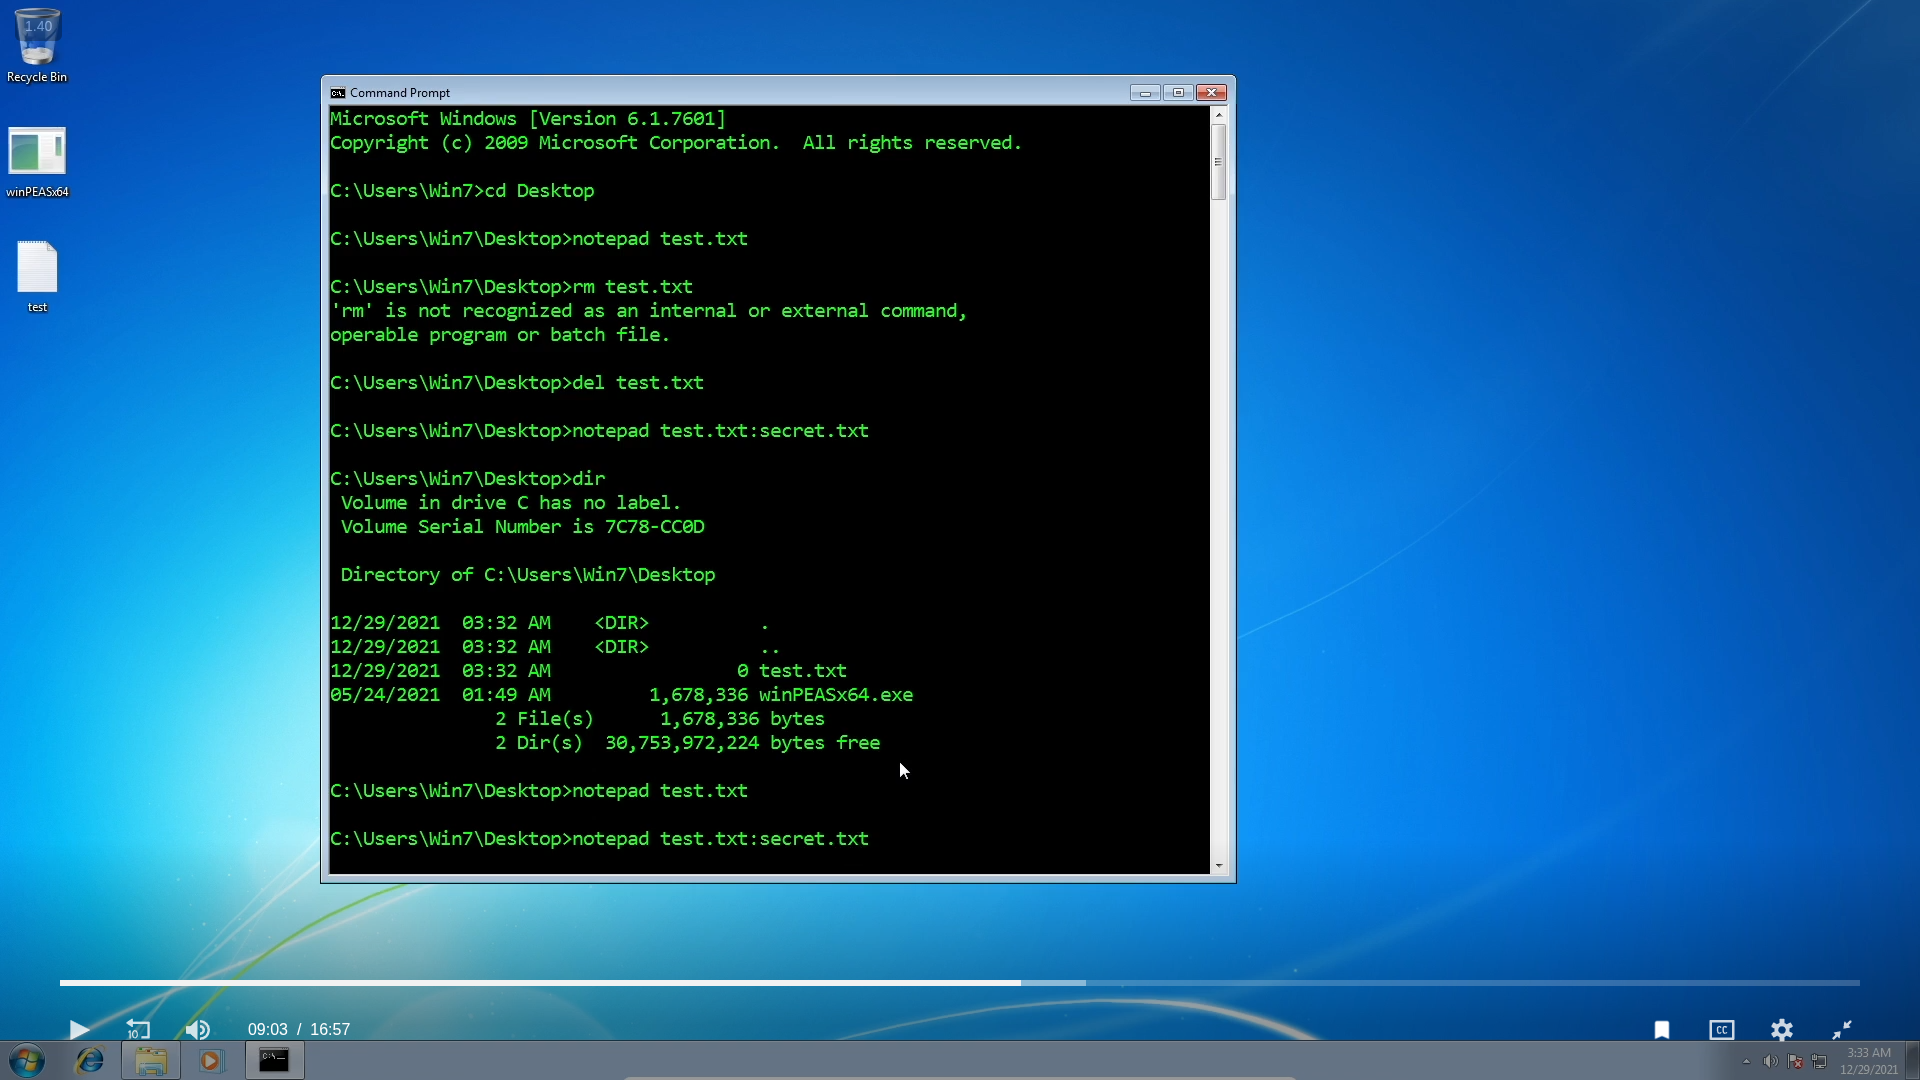 1.40
Recycle Bin
winPEASx64
test
Command Prompt
Microsoft Windows [Version 6.1.7601]
Copyright (c) 2009 Microsoft Corporation.  All rights reserved.
C:\Users\Win7>cd Desktop
C:\Users\Win7\Desktop>notepad test.txt
C:\Users\Win7\Desktop>rm test.txt
'rm' is not recognized as an internal or external command,
operable program or batch file.
C:\Users\Win7\Desktop>del test.txt
C:\Users\Win7\Desktop>notepad test.txt:secret.txt
C:\Users\Win7\Desktop>dir
Volume in drive C has no label.
Volume Serial Number is 7C78-CC0D
Directory of C:\Users\Win7\Desktop
12/29/2021  03:32 AM    <DIR>          .
12/29/2021  03:32 AM    <DIR>          ..
12/29/2021  03:32 AM                 0 test.txt
05/24/2021  01:49 AM         1,678,336 winPEASx64.exe
2 File(s)      1,678,336 bytes
2 Dir(s)  30,753,972,224 bytes free
C:\Users\Win7\Desktop>notepad test.txt
C:\Users\Win7\Desktop>notepad test.txt:secret.txt
10
09:03 / 16:57
CC
C:\_
3:33 AM
12/29/2021